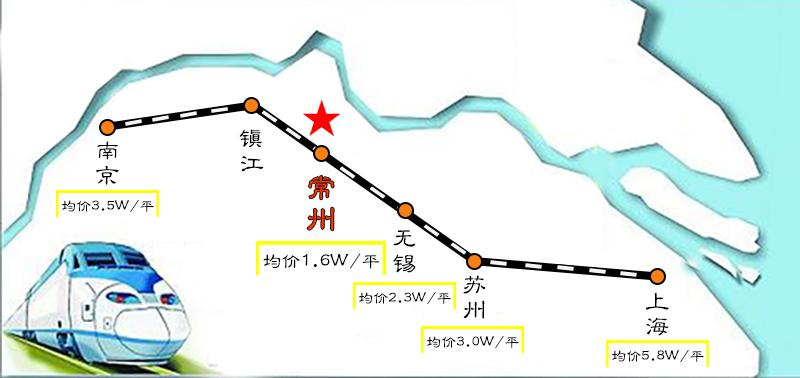 南京
均价3.5W/平
镇江
常州
均价1.6W/平
无锡
均价2.3W/平
苏州
均价3.0W/平
上海
均价5.8W/平